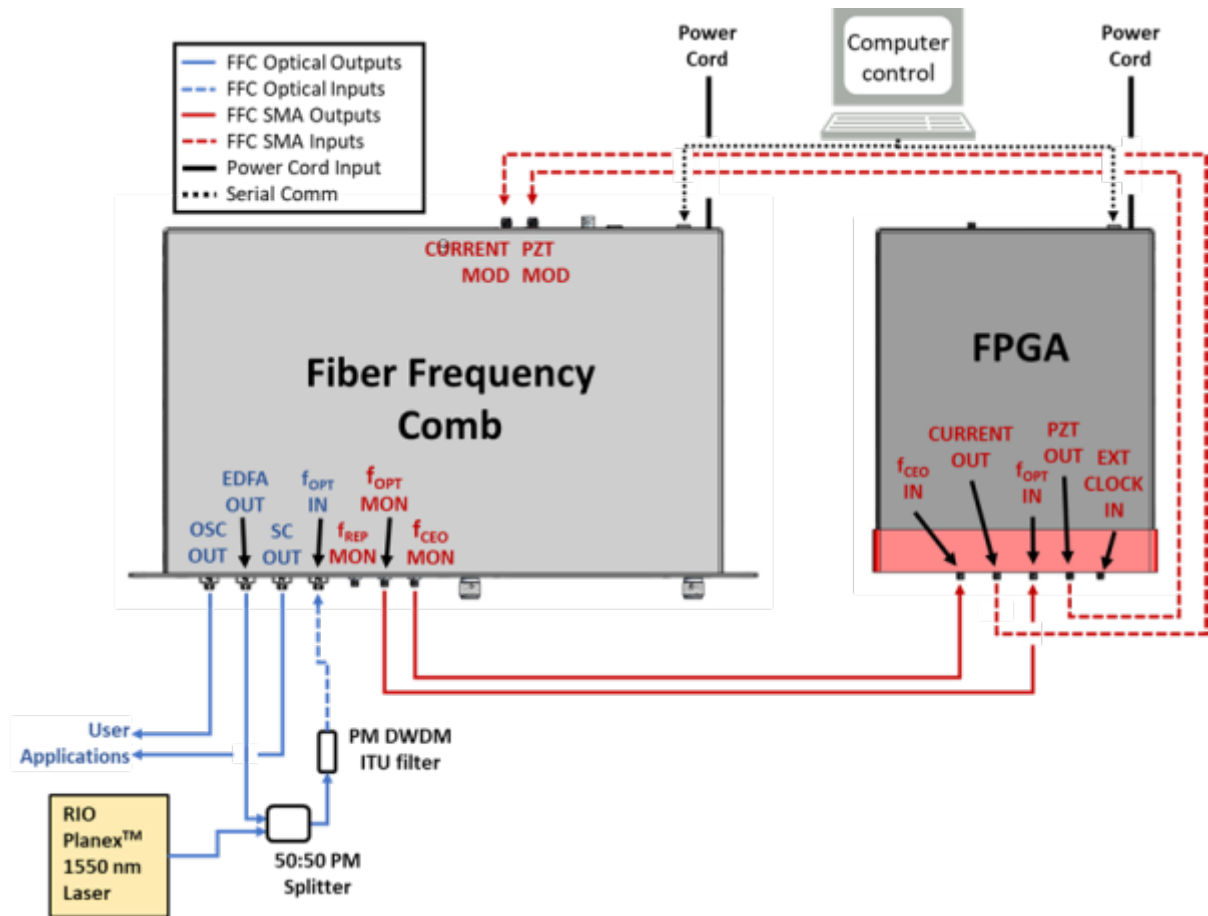 FFC Optical Outputs
FFC Optical Inputs
FFC SMA Outputs
FFC SMA Inputs
Power Cord Input
Serial Comm
Power
Cord
Computer
control
Power
Cord
CURRENT
MOD
PZT
MOD
Fiber Frequency
Comb
FPGA
OSC
OUT
EDFA
OUT
SC
OUT
fOPT
IN
fREP
MON
fOPT
MON
fCEO
MON
fCEO
IN
CURRENT
OUT
fOPT
IN
PZT
OUT
EXT
CLOCK
IN
User
Applications
PM DWDM
ITU filter
RIO
Planex™
1550 nm
Laser
50:50 PM
Splitter